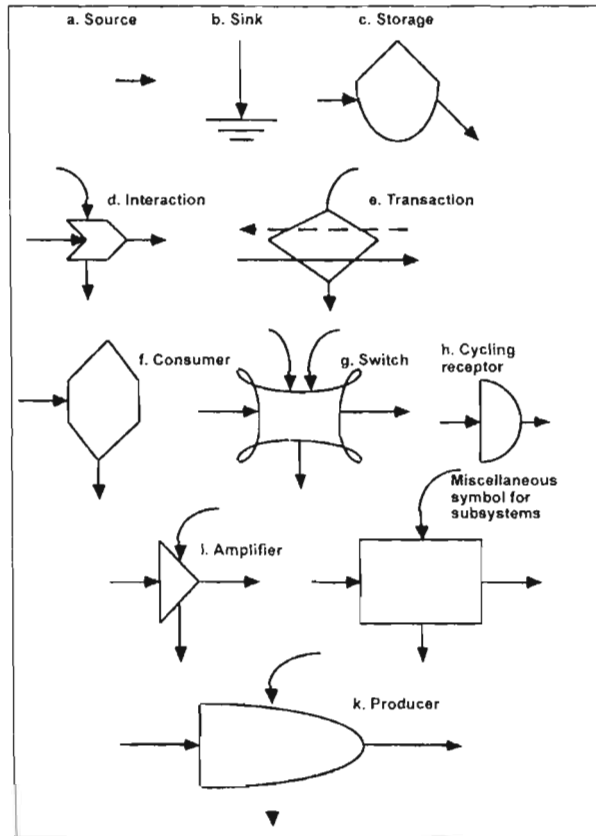 a. Source
b. Sink
c. Storage
d. Interaction
e. Transaction
f. Consumer
g. Switch
h. Cycling
receptor
i. Amplifier
Miscellaneous
symbol for
subsystems
k. Producer